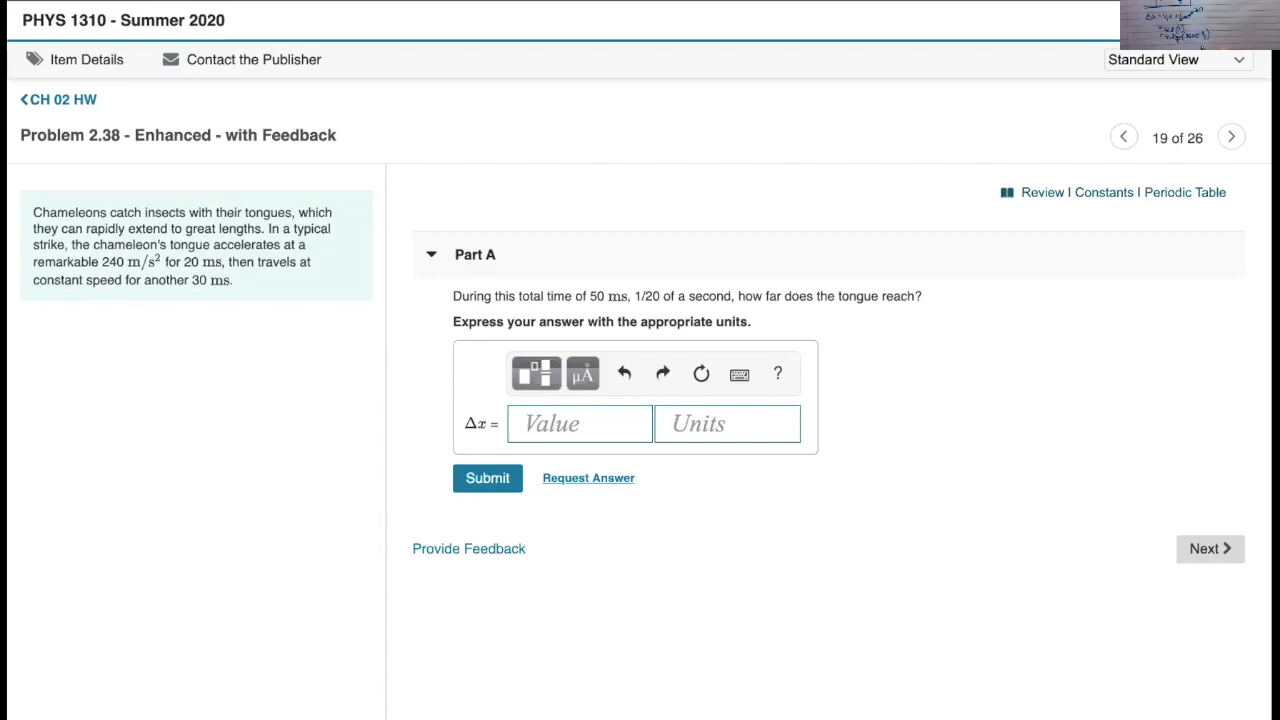 PHYS 1310 - Summer 2020
Item Details
Contact the Publisher
Standard View
CH 02 HW
Problem 2.38 - Enhanced - with Feedback
19 of 26
Chameleons catch insects with their tongues, which
they can rapidly extend to great lengths. In a typical
strike, the chameleon's tongue accelerates at a
remarkable 240 m/s² for 20 ms, then travels at
constant speed for another 30 ms.
Review | Constants | Periodic Table
Part A
During this total time of 50 ms, 1/20 of a second, how far does the tongue reach?
Express your answer with the appropriate units.
μÅ
?
Δx = Value Units
Submit
Request Answer
Provide Feedback
Next